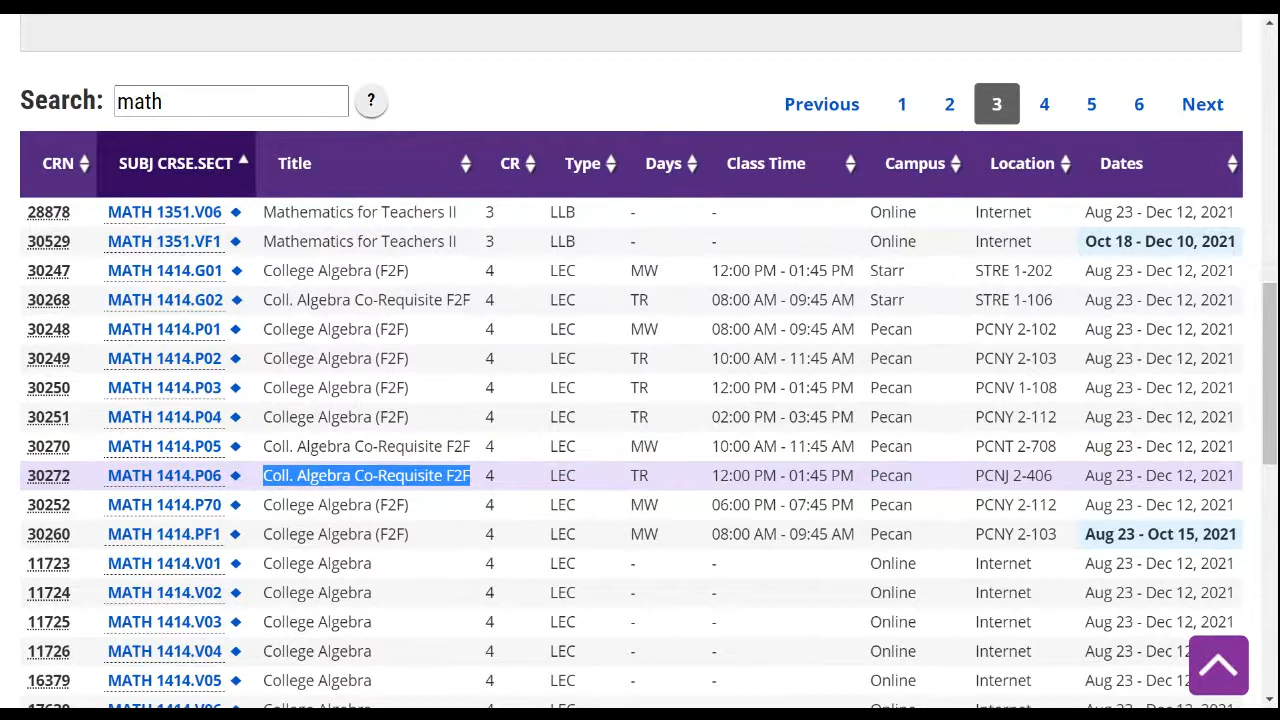 Search: math ? Previous 1 2 3 4 5 6 Next
CRN SUBJ CRSE.SECT Title CR Type Days Class Time Campus Location Dates
28878 MATH 1351.V06 Mathematics for Teachers II 3 LLB - - Online Internet Aug 23 - Dec 12, 2021
30529 MATH 1351.VF1 Mathematics for Teachers II 3 LLB - - Online Internet Oct 18 - Dec 10, 2021
30247 MATH 1414.G01 College Algebra (F2F) 4 LEC MW 12:00 PM - 01:45 PM Starr STRE 1-202 Aug 23 - Dec 12, 2021
30268 MATH 1414.G02 Coll. Algebra Co-Requisite F2F 4 LEC TR 08:00 AM - 09:45 AM Starr STRE 1-106 Aug 23 - Dec 12, 2021
30248 MATH 1414.P01 College Algebra (F2F) 4 LEC MW 08:00 AM - 09:45 AM Pecan PCNY 2-102 Aug 23 - Dec 12, 2021
30249 MATH 1414.P02 College Algebra (F2F) 4 LEC TR 10:00 AM - 11:45 AM Pecan PCNY 2-103 Aug 23 - Dec 12, 2021
30250 MATH 1414.P03 College Algebra (F2F) 4 LEC TR 12:00 PM - 01:45 PM Pecan PCNV 1-108 Aug 23 - Dec 12, 2021
30251 MATH 1414.P04 College Algebra (F2F) 4 LEC TR 02:00 PM - 03:45 PM Pecan PCNY 2-112 Aug 23 - Dec 12, 2021
30270 MATH 1414.P05 Coll. Algebra Co-Requisite F2F 4 LEC MW 10:00 AM - 11:45 AM Pecan PCNT 2-708 Aug 23 - Dec 12, 2021
30272 MATH 1414.P06 Coll. Algebra Co-Requisite F2F 4 LEC TR 12:00 PM - 01:45 PM Pecan PCNJ 2-406 Aug 23 - Dec 12, 2021
30252 MATH 1414.P70 College Algebra (F2F) 4 LEC MW 06:00 PM - 07:45 PM Pecan PCNY 2-112 Aug 23 - Dec 12, 2021
30260 MATH 1414.PF1 College Algebra (F2F) 4 LEC MW 08:00 AM - 09:45 AM Pecan PCNY 2-103 Aug 23 - Oct 15, 2021
11723 MATH 1414.V01 College Algebra 4 LEC - - Online Internet Aug 23 - Dec 12, 2021
11724 MATH 1414.V02 College Algebra 4 LEC - - Online Internet Aug 23 - Dec 12, 2021
11725 MATH 1414.V03 College Algebra 4 LEC - - Online Internet Aug 23 - Dec 12, 2021
11726 MATH 1414.V04 College Algebra 4 LEC - - Online Internet Aug 23 - Dec 12
16379 MATH 1414.V05 College Algebra 4 LEC - - Online Internet Aug 23 - Dec 12